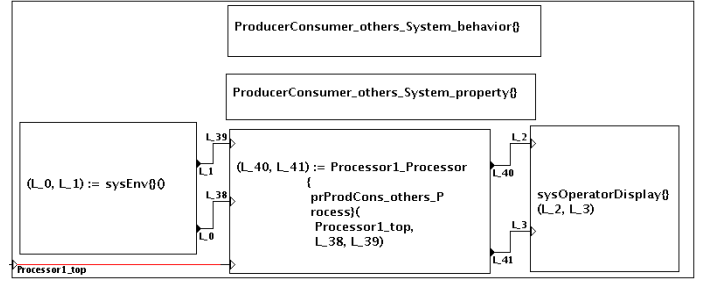 ProducerConsumer_others_System_behavior{}
ProducerConsumer_others_System_property{}
L_39
L_2
L_1
L_40
(L_0, L_1) := sysEnv{}()
(L_40, L_41) := Processor1_Processor
{
prProdCons_others_P
rocess}(
Processor1_top,
L_38, L_39)
L_38
sysOperatorDisplay{}
(L_2, L_3)
L_3
L_0
L_41
Processor1_top